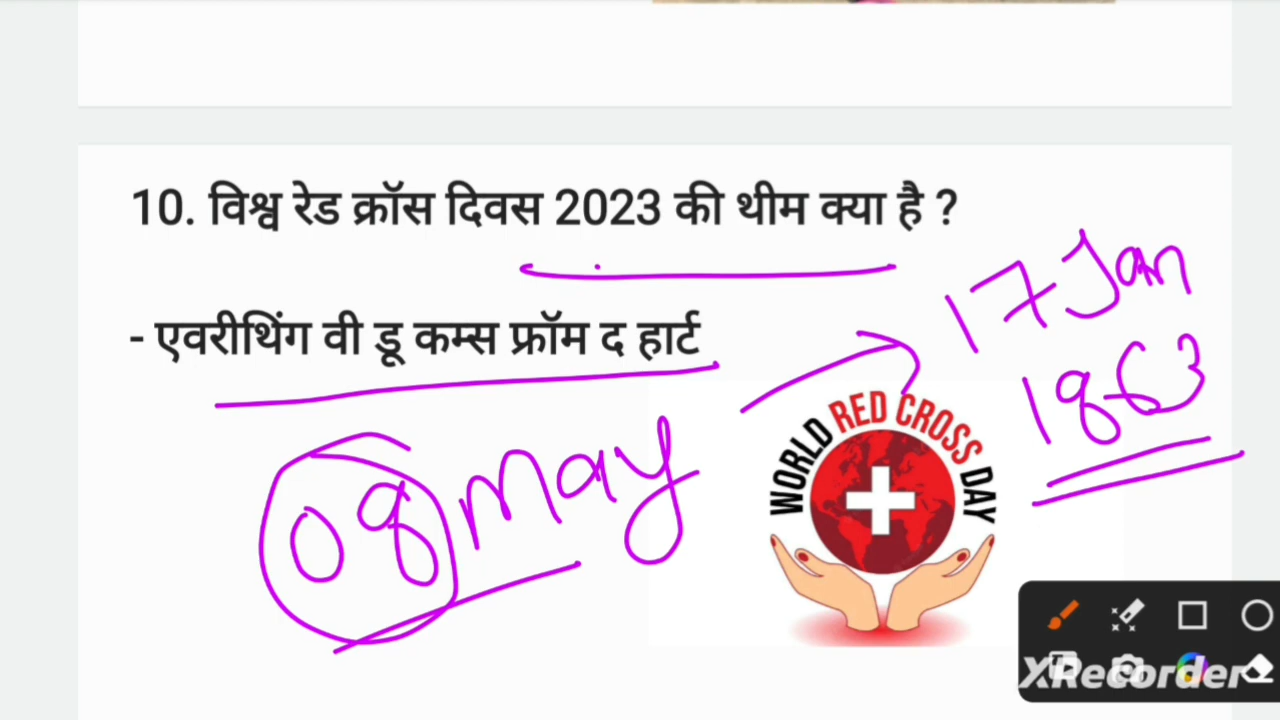 10. विश्व रेड क्रॉस दिवस 2023 की थीम क्या है ?
- एवरीथिंग वी डू कम्स फ्रॉम द हार्ट
17 Jan
1863
08 May
WORLD RED CROSS DAY
XRecorder